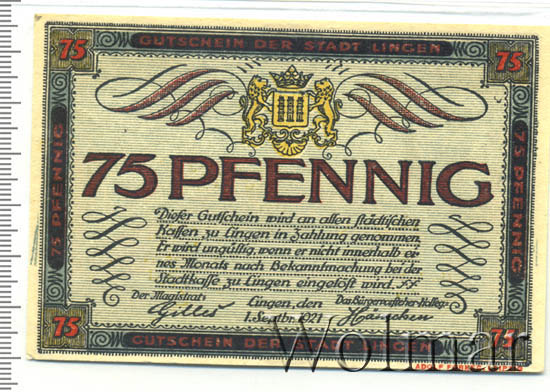 75
GUTSCHEIN DER STADT LINGEN
75
75 PFENNIG
75 PFENNIG
75 PFENNIG
Dieser Gutschein wird an allen städtischen
Kassen zu Lingen in Zahlung genommen.
Er wird ungültig, wenn er nicht innerhalb ei-
nes Monats nach Bekanntmachung bei der
Stadtkasse zu Lingen eingelöst wird.
Der Magistrat:
Lingen, den
Das Bürgervorsteher-Kolleg.
1. Septbr. 1921
75
GUTSCHEIN DER STADT LINGEN
75
Wolmar